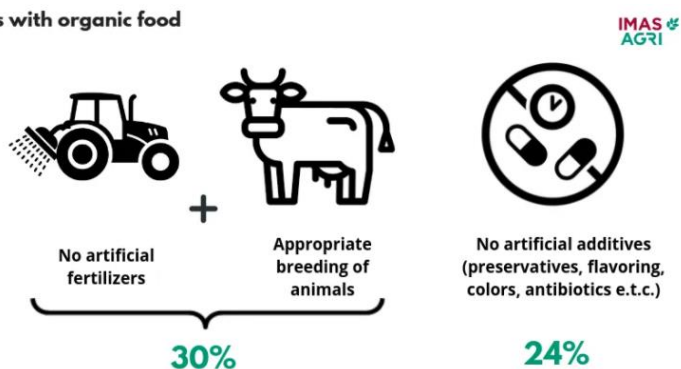 s with organic food
IMAS
AGRI
+
No artificial
fertilizers
Appropriate
breeding of
animals
No artificial additives
(preservatives, flavoring,
colors, antibiotics e.t.c.)
30%
24%